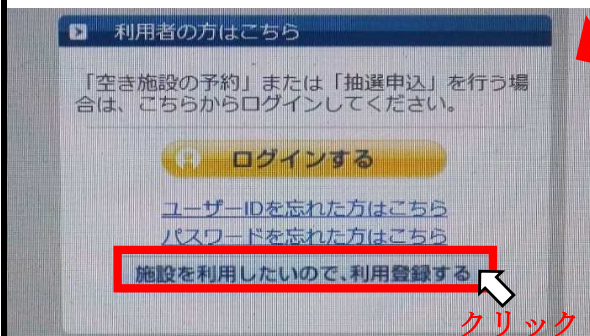 利用者の方はこちら
「空き施設の予約」または「抽選申込」を行う場
合は、こちらからログインしてください。
ログインする
ユーザーIDを忘れた方はこちら
パスワードを忘れた方はこちら
施設を利用したいので、利用登録する
クリック